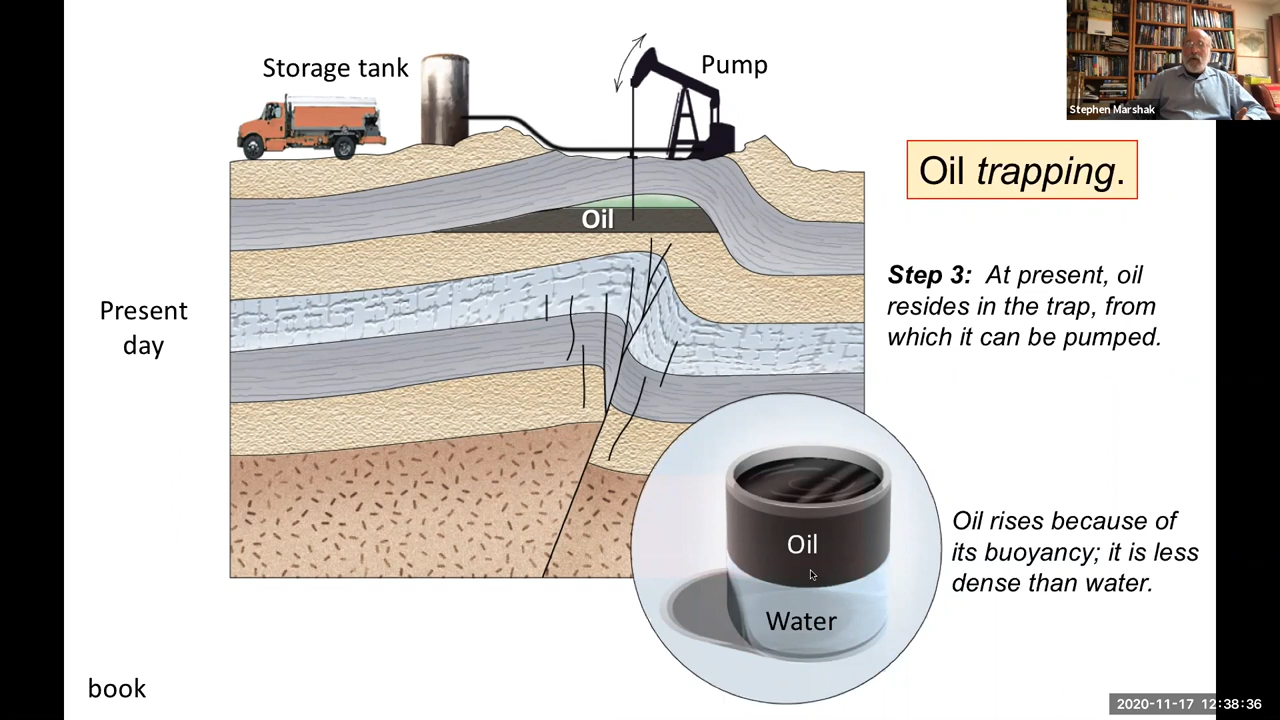 Storage tank
Pump
Stephen Marshak
Oil trapping.
Oil
Step 3: At present, oil
resides in the trap, from
which it can be pumped.
Present
day
Oil
Water
Oil rises because of
its buoyancy; it is less
dense than water.
book
2020-11-17 12:38:36